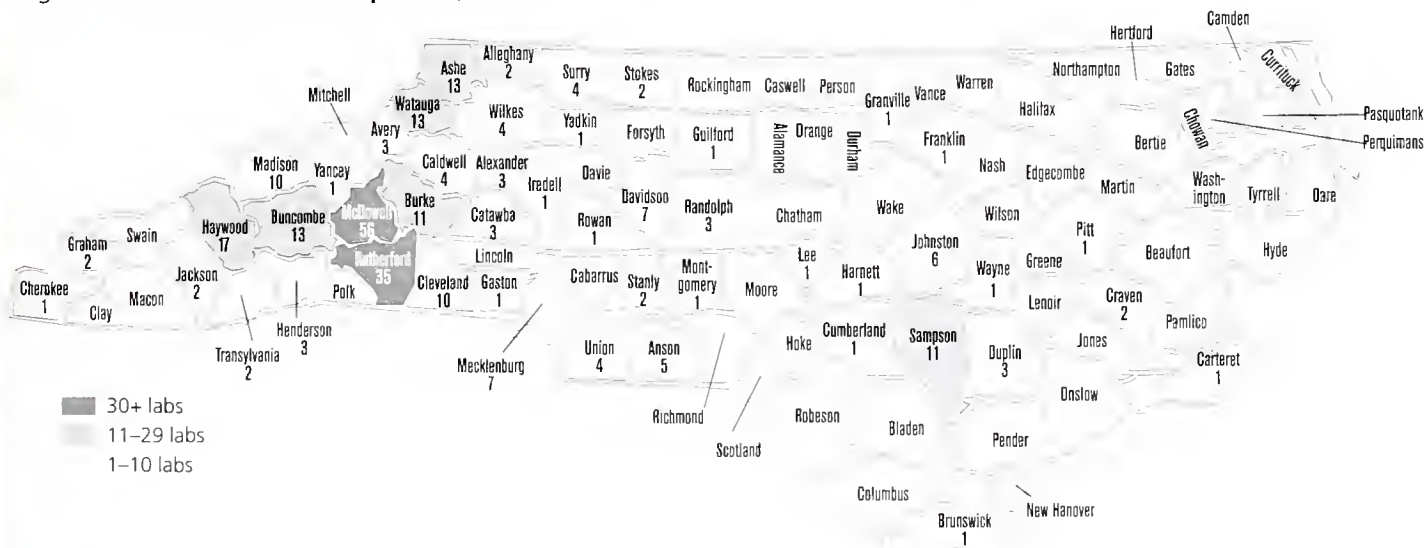 Camden
Hertford
Alleghany
2
Northampton
Gates
Currituck
Ashe
13
Surry
4
Stokes
2
Rockingham
Caswell
Person
Warren
Vance
Granville
1
Halifax
Mitchell
Watauga
13
Wilkes
4
Yadkin
1
Forsyth
Guilford
1
Alamance
Orange
Durham
Franklin
1
Chowan
Pasquotank
Perquimans
Bertie
Avery
3
Madison
10
Yancey
1
Caldwell
4
Alexander
3
Iredell
1
Davie
Nash
Edgecombe
Martin
Wash-
ington
Tyrrell
Dare
McDowell
56
Burke
11
Catawba
3
Rowan
1
Davidson
7
Randolph
3
Chatham
Wake
Wilson
Haywood
17
Buncombe
13
Swain
Graham
2
Pitt
1
Beaufort
Hyde
Johnston
6
Lincoln
Rutherford
35
Jackson
2
Cherokee
1
Clay
Macon
Polk
Cleveland
10
Gaston
1
Cabarrus
Stanly
2
Mont-
gomery
1
Moore
Lee
1
Harnett
1
Wayne
1
Greene
Lenoir
Craven
2
Pamlico
Henderson
3
Transylvania
2
Mecklenburg
7
Union
4
Anson
5
Hoke
Cumberland
1
Sampson
11
Duplin
3
Jones
Carteret
1
Onslow
Richmond
Scotland
Robeson
Bladen
Pender
Columbus
Brunswick
1
New Hanover
30+ labs
11–29 labs
1–10 labs